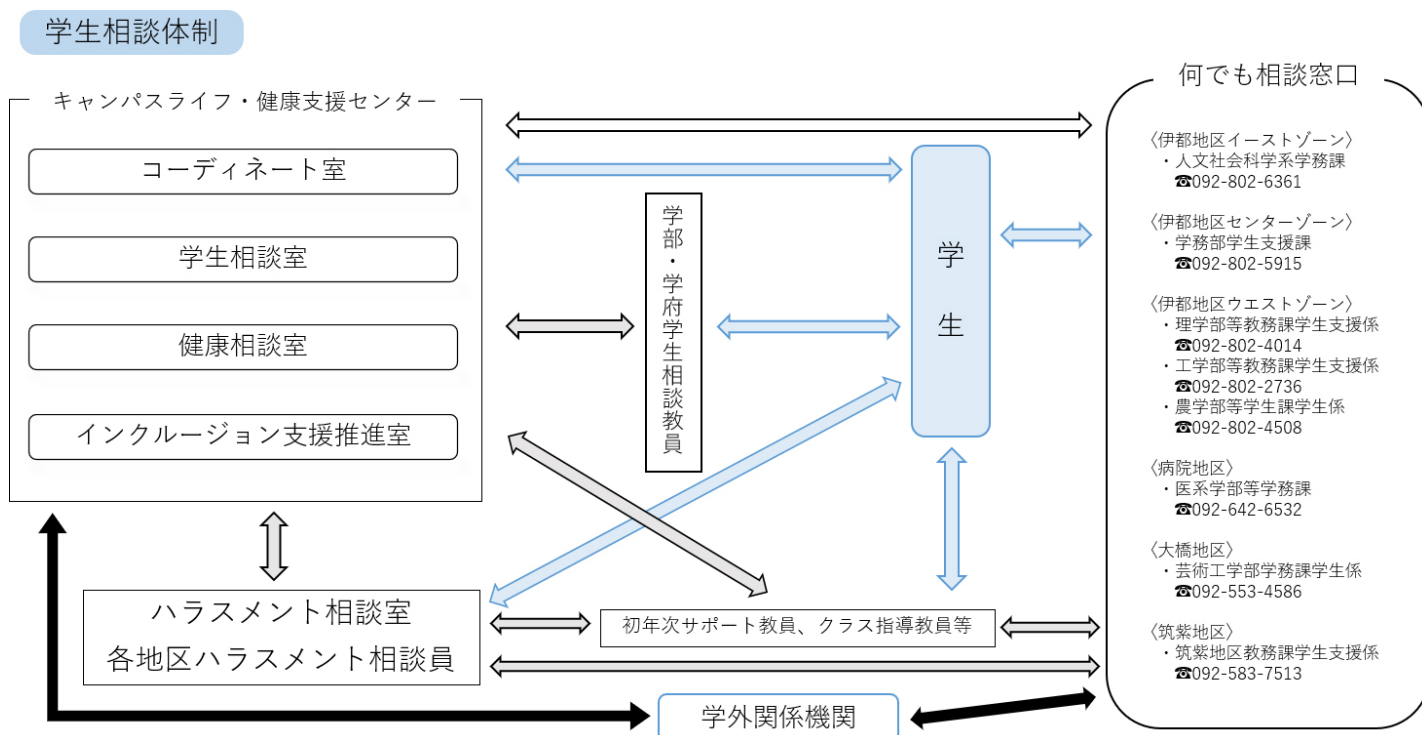 学生相談体制
キャンパスライフ・健康支援センター
コーディネート室
学生相談室
健康相談室
インクルージョン支援推進室
学部・学府学生相談教員
学生
ハラスメント相談室
各地区ハラスメント相談員
初年次サポート教員、クラス指導教員等
学外関係機関
何でも相談窓口
〈伊都地区イーストゾーン〉
・人文社会科学系学務課
☎092-802-6361
〈伊都地区センターゾーン〉
・学務部学生支援課
☎092-802-5915
〈伊都地区ウエストゾーン〉
・理学部等教務課学生支援係
☎092-802-4014
・工学部等教務課学生支援係
☎092-802-2736
・農学部等学生課学生係
☎092-802-4508
〈病院地区〉
・医系学部等学務課
☎092-642-6532
〈大橋地区〉
・芸術工学部学務課学生係
☎092-553-4586
〈筑紫地区〉
・筑紫地区教務課学生支援係
☎092-583-7513